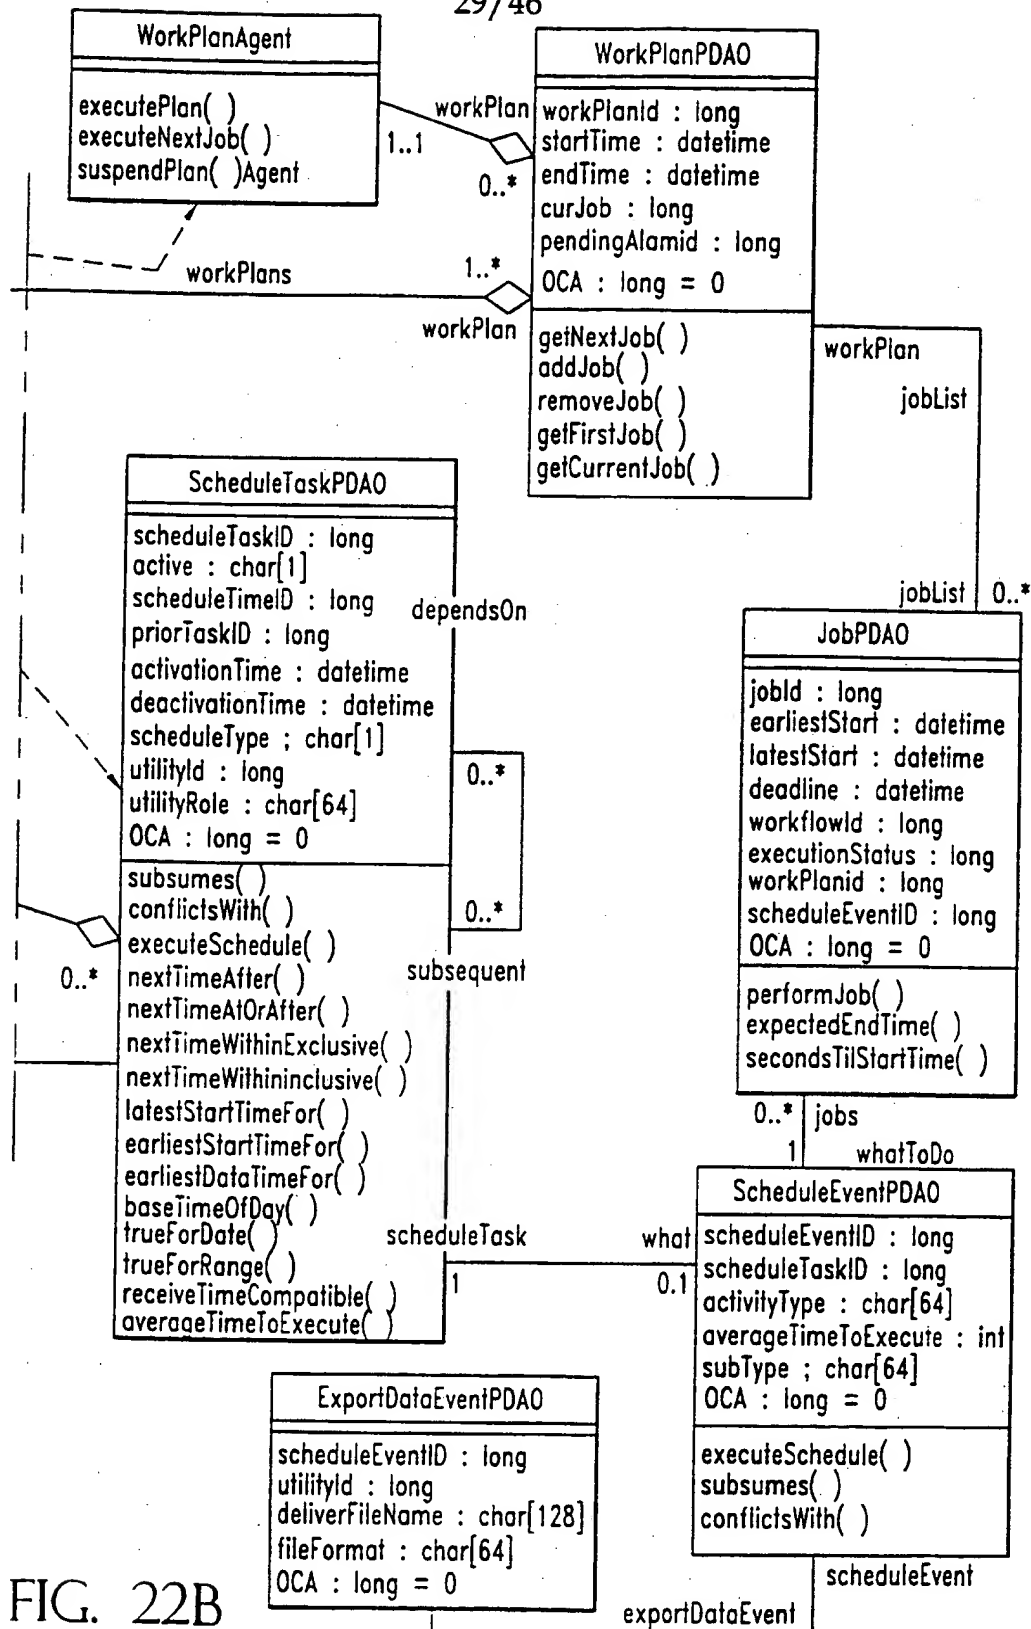 29/46
WorkPlanAgent
executePlan( )
executeNextJob( )
suspendPlan( )Agent
workPlan
1..1
0..*
WorkPlanPDAO
workPlanId : long
startTime : datetime
endTime : datetime
curJob : long
pendingAlamid : long
OCA : long = 0
getNextJob( )
addJob( )
removeJob( )
getFirstJob( )
getCurrentJob( )
workPlans
1..*
workPlan
workPlan
jobList
jobList
0..*
ScheduleTaskPDAO
scheduleTaskID : long
active : char[1]
scheduleTimeID : long
priorTaskID : long
activationTime : datetime
deactivationTime : datetime
scheduleType ; char[1]
utilityId : long
utilityRole : char[64]
OCA : long = 0
subsumes( )
conflictsWith( )
executeSchedule( )
nextTimeAfter( )
nextTimeAtOrAfter( )
nextTimeWithinExclusive( )
nextTimeWithininclusive( )
latestStartTimeFor( )
earliestStartTimeFor( )
earliestDataTimeFor( )
baseTimeOfDay( )
trueForDate( )
trueForRange( )
receiveTimeCompatible( )
averageTimeToExecute( )
dependsOn
0..*
0..*
subsequent
0..*
JobPDAO
jobId : long
earliestStart : datetime
latestStart : datetime
deadline : datetime
workflowId : long
executionStatus : long
workPlanid : long
scheduleEventID : long
OCA : long = 0
performJob( )
expectedEndTime( )
secondsTilStartTime( )
0..*
jobs
1
whatToDo
scheduleTask
1
what
0.1
ScheduleEventPDAO
scheduleEventID : long
scheduleTaskID : long
activityType : char[64]
averageTimeToExecute : int
subType ; char[64]
OCA : long = 0
executeSchedule( )
subsumes( )
conflictsWith( )
ExportDataEventPDAO
scheduleEventID : long
utilityId : long
deliverFileName : char[128]
fileFormat : char[64]
OCA : long = 0
scheduleEvent
exportDataEvent
FIG. 22B